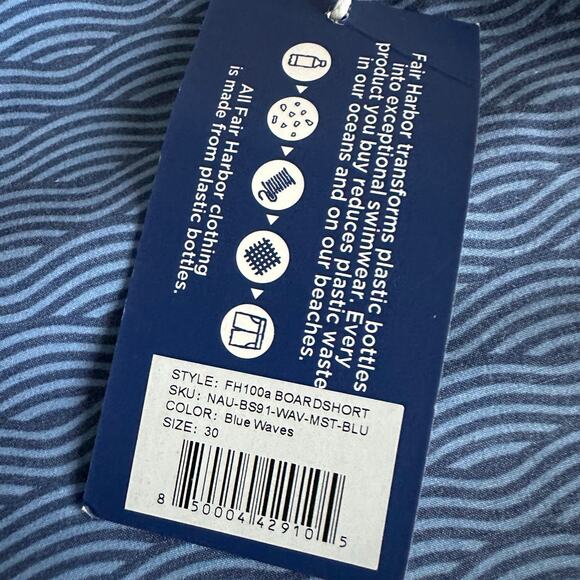 Fair Harbor transforms plastic bottles
into exceptional swimwear. Every
product you buy reduces plastic waste
in our oceans and on our beaches.
All Fair Harbor clothing
is made from plastic bottles.
STYLE: FH100a BOARDSHORT
SKU: NAU-BS91-WAV-MST-BLU
COLOR: Blue Waves
SIZE: 30
8 50004 42910 5